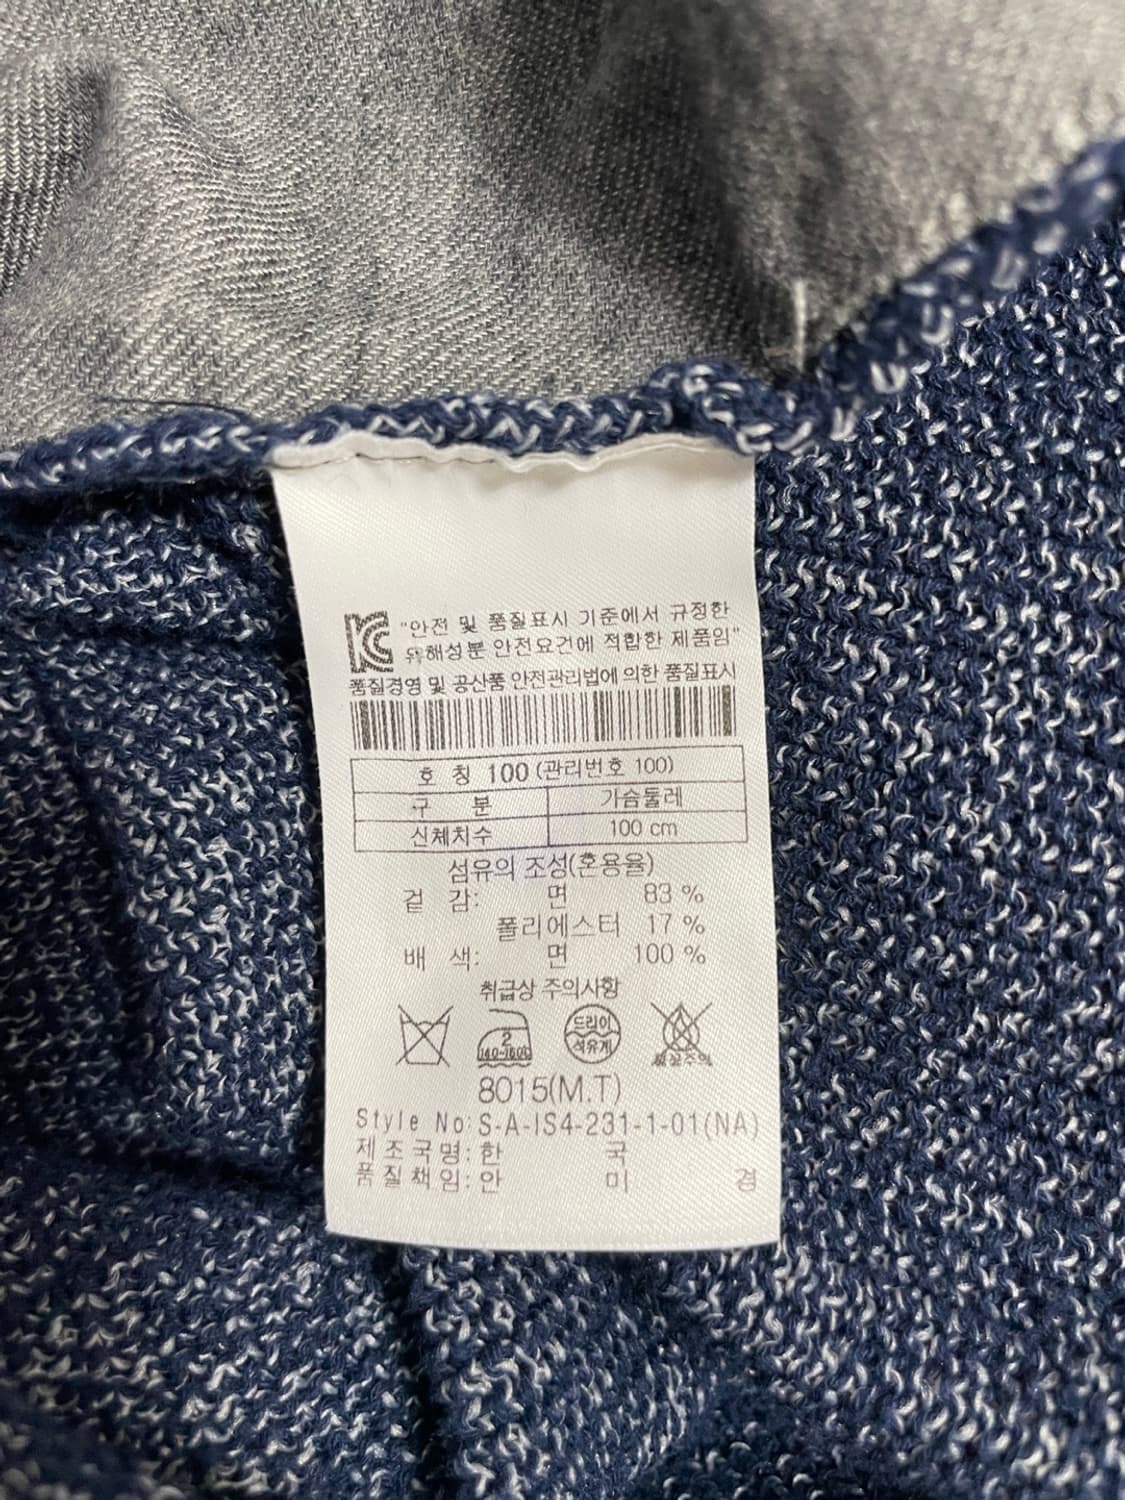 KC "안전 및 품질표시 기준에서 규정한
유해성분 안전요건에 적합한 제품임"
품질경영 및 공산품 안전관리법에 의한 품질표시
호 칭 100 (관리번호 100)
구 분 가슴둘레
신체치수 100 cm
섬유의 조성(혼용율)
겉 감: 면 83 %
폴리에스터 17 %
배 색: 면 100 %
취급상 주의사항
2 드라이
140~160℃ 석유계
8015(M.T)
Style No: S-A-IS4-231-1-01(NA)
제조국명: 한 국
품질책임: 안 미 경